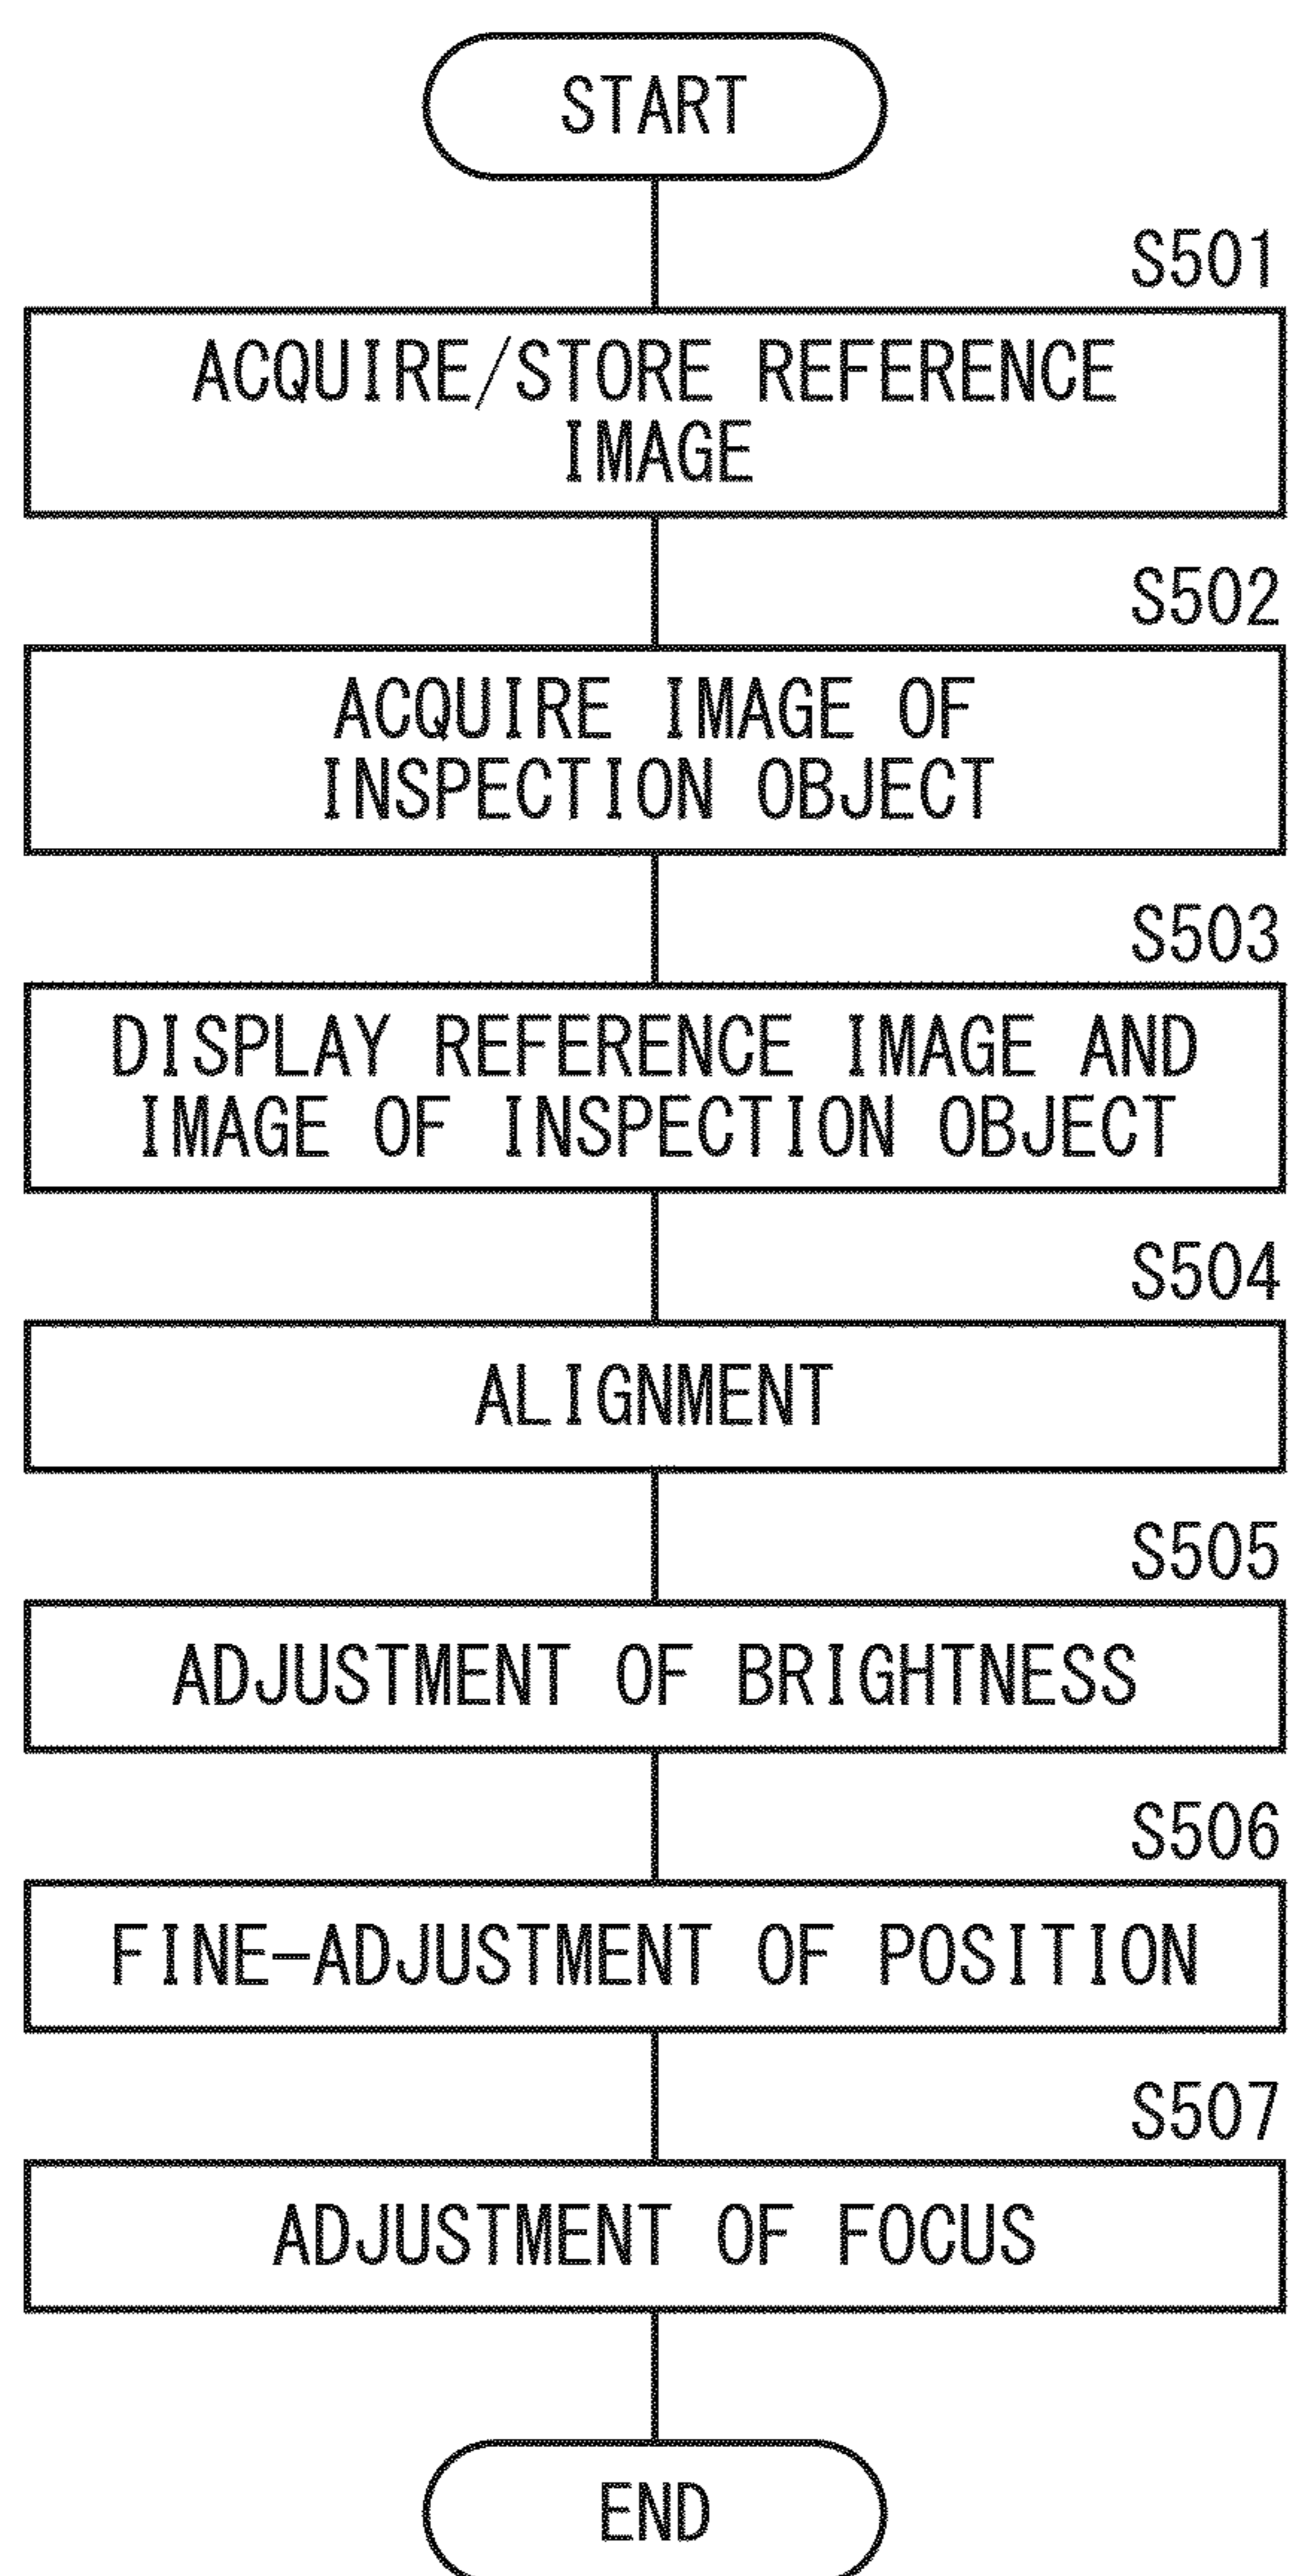 START
S501
ACQUIRE/STORE REFERENCE
IMAGE
S502
ACQUIRE IMAGE OF
INSPECTION OBJECT
S503
DISPLAY REFERENCE IMAGE AND
IMAGE OF INSPECTION OBJECT
S504
ALIGNMENT
S505
ADJUSTMENT OF BRIGHTNESS
S506
FINE-ADJUSTMENT OF POSITION
S507
ADJUSTMENT OF FOCUS
END